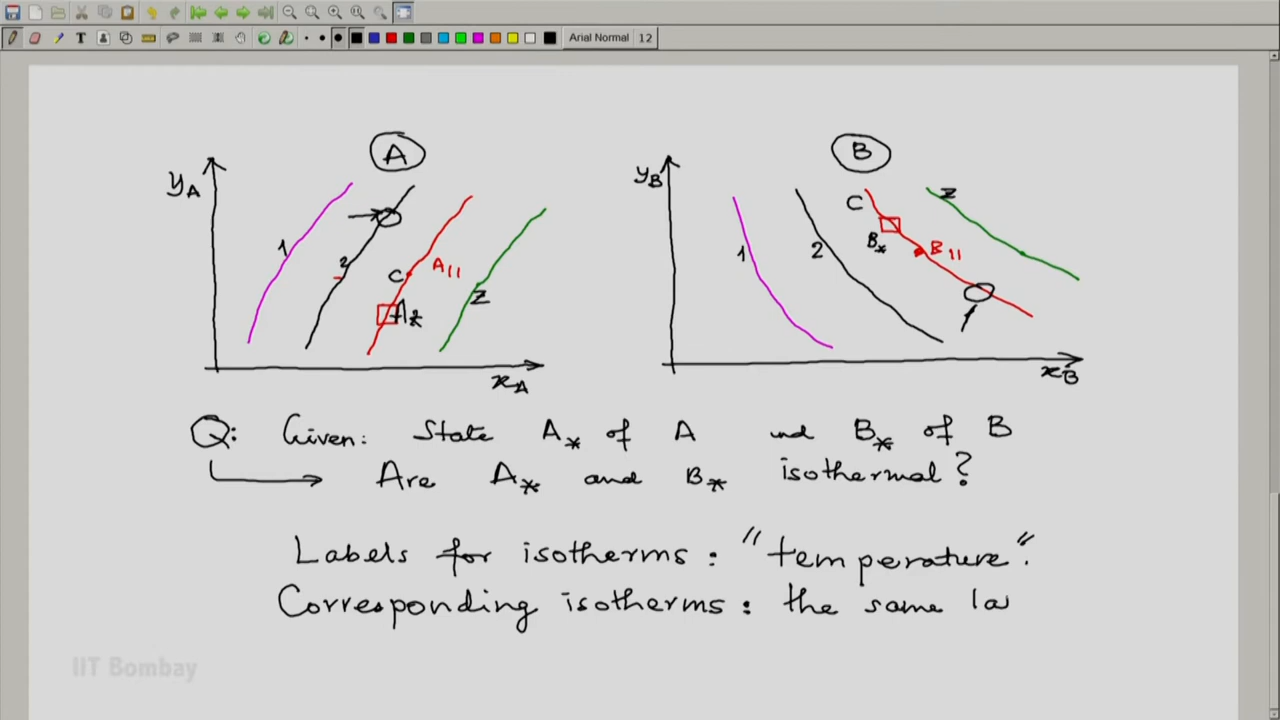 Arial Normal 12
A
B
yA
yB
1
2
C
A11
A*
Z
xA
1
2
C
B*
B11
Z
xB
Q: Given: State A* of A and B* of B
Are A* and B* isothermal?
Labels for isotherms: "temperature".
Corresponding isotherms: the same la
IIT Bombay